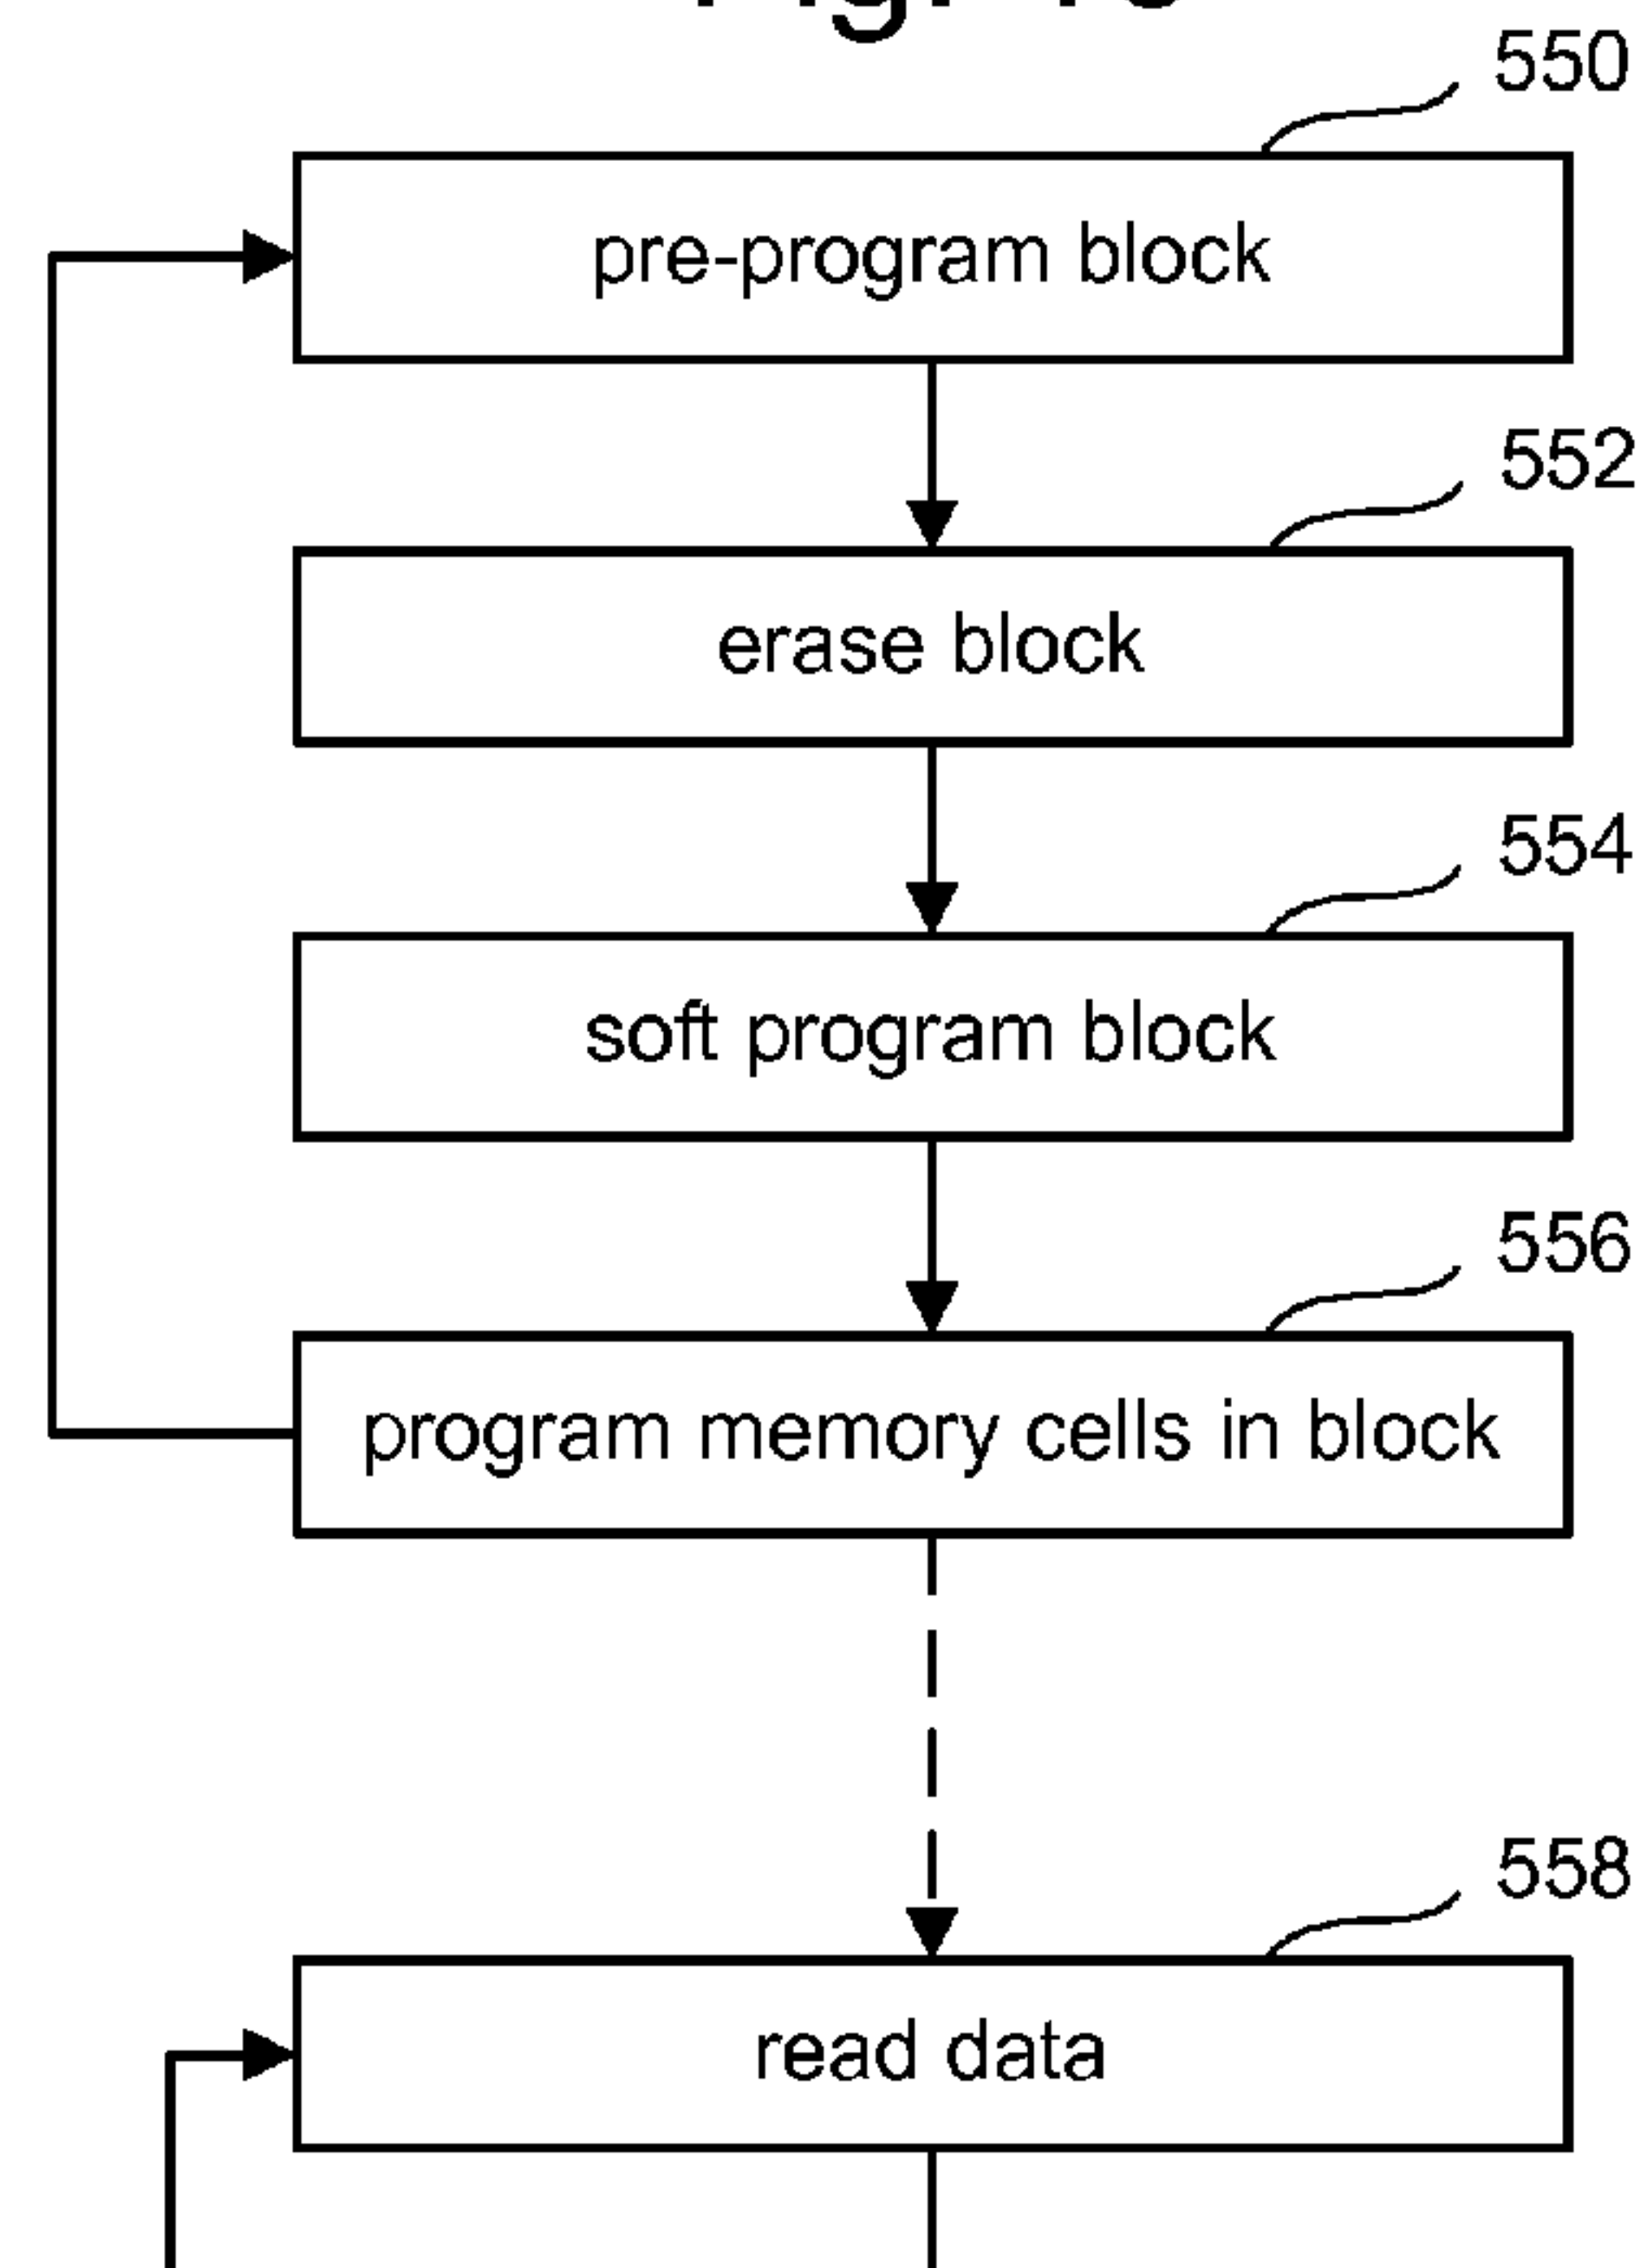 550
pre-program block
552
erase block
554
soft program block
556
program memory cells in block
558
read data